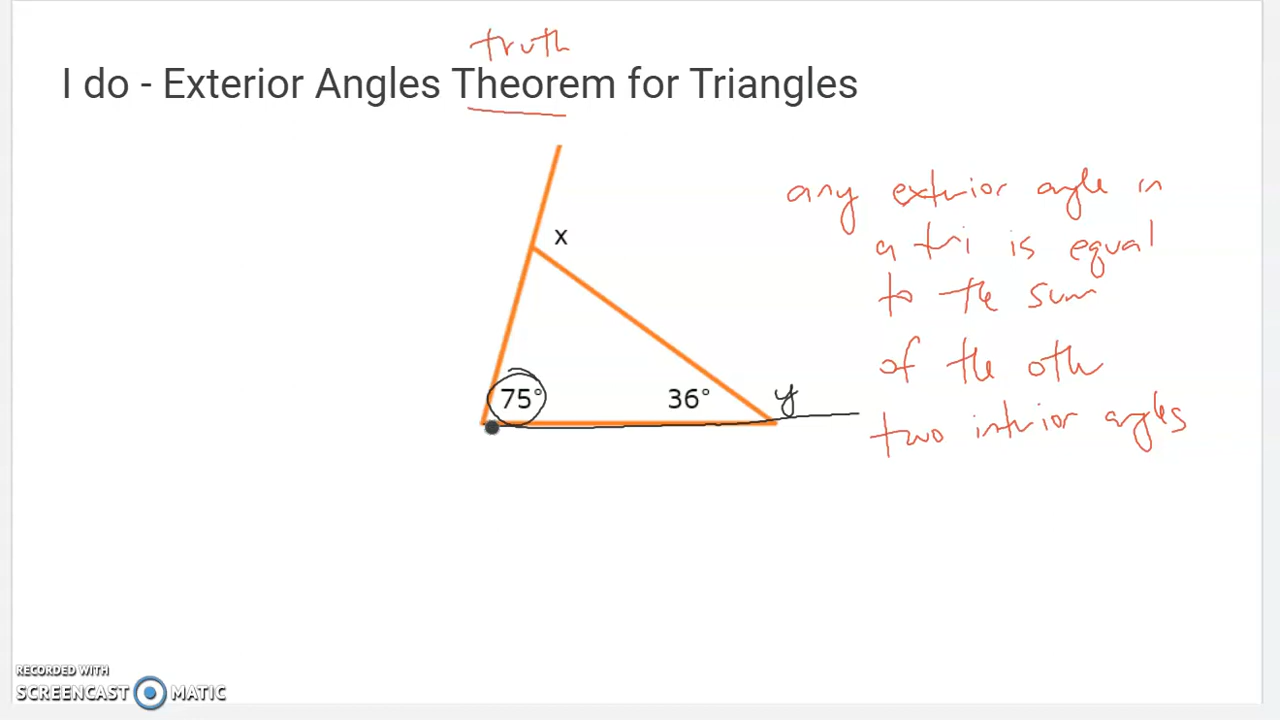 truth
I do - Exterior Angles Theorem for Triangles
any exterior angle in
a tri is equal
to the sum
of the oth
two interior angles
x
75°
36°
y
RECORDED WITH
SCREENCAST MATIC